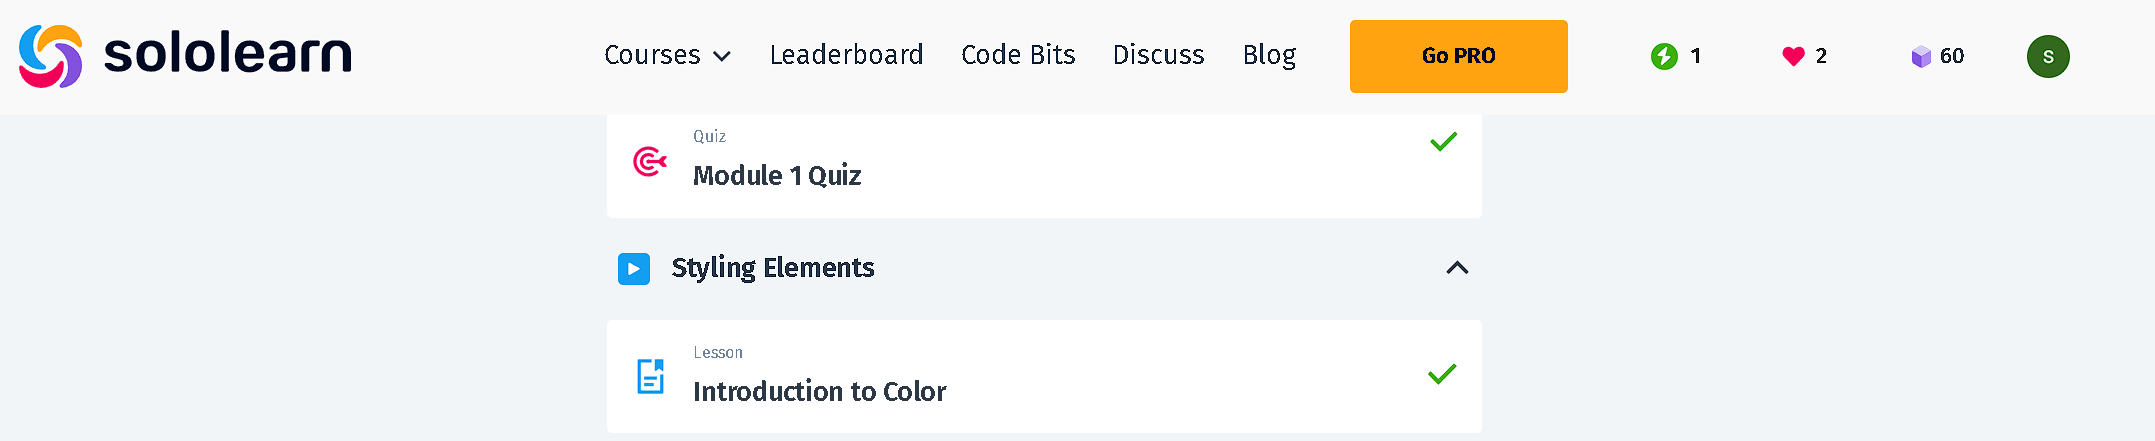 sololearn
Courses Leaderboard Code Bits Discuss Blog Go PRO 1 2 60 S
Quiz
Module 1 Quiz
Styling Elements
Lesson
Introduction to Color